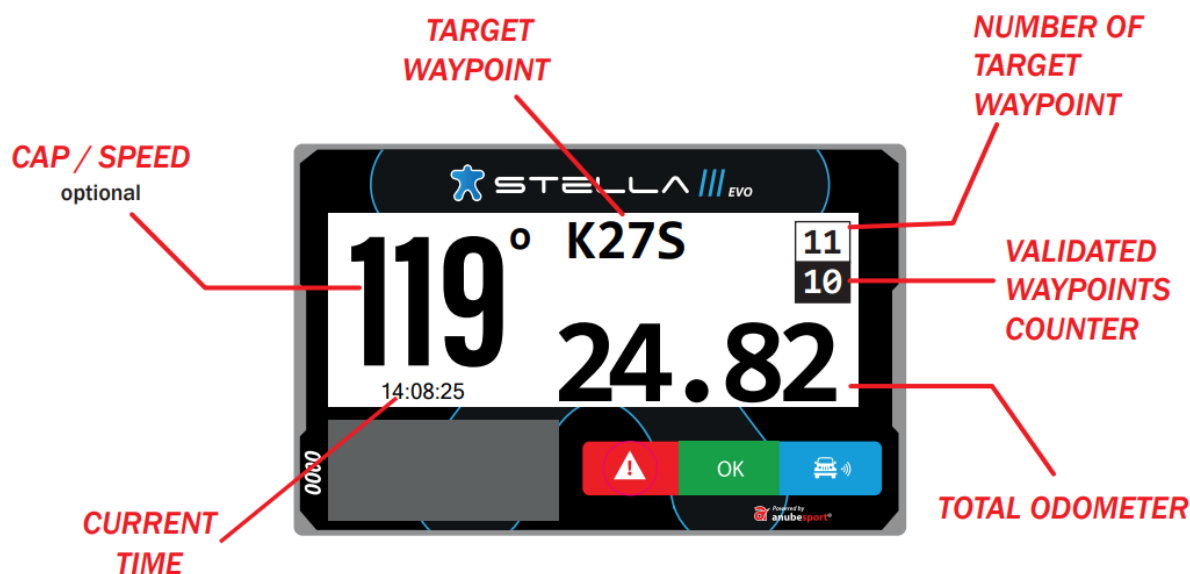 TARGET
WAYPOINT
NUMBER OF
TARGET
WAYPOINT
CAP / SPEED
optional
STELLA III EVO
119°
K27S
11
10
VALIDATED
WAYPOINTS
COUNTER
24.82
14:08:25
0000
OK
Powered by
anubesport®
TOTAL ODOMETER
CURRENT
TIME